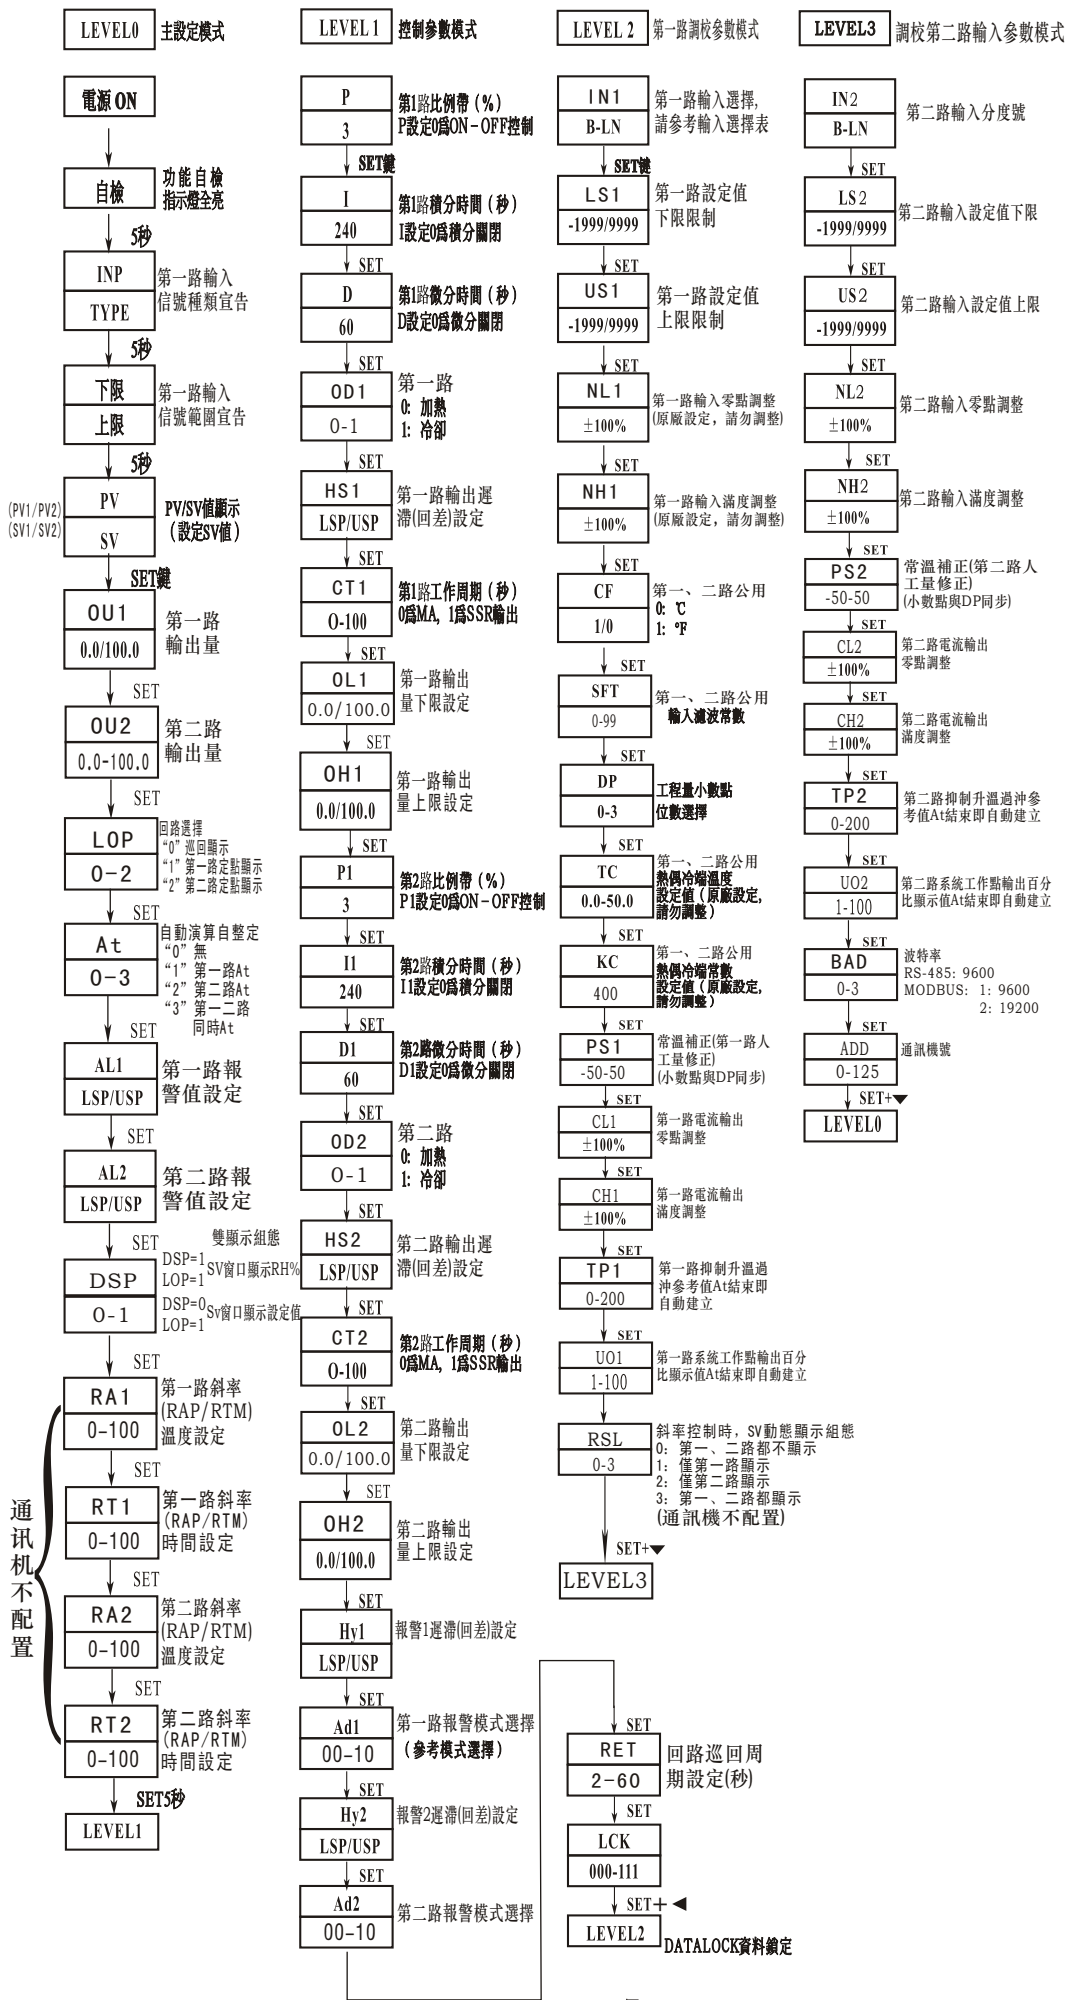 LEVEL0 主設定模式
電源 ON
自檢
功能自檢
指示燈全亮
5秒
INP
TYPE
第一路輸入
信號種類宣告
5秒
下限
上限
第一路輸入
信號範圍宣告
5秒
(PV1/PV2)
(SV1/SV2)
PV
SV
PV/SV值顯示
(設定SV值)
SET鍵
OU1
0.0/100.0
第一路
輸出量
SET
OU2
0.0-100.0
第二路
輸出量
SET
LOP
0-2
回路選擇
“0”巡回顯示
“1”第一路定點顯示
“2”第二路定點顯示
SET
At
0-3
自動演算自整定
“0”無
“1”第一路At
“2”第二路At
“3”第一二路
同時At
SET
AL1
LSP/USP
第一路報
警值設定
SET
AL2
LSP/USP
第二路報
警值設定
SET
雙顯示組態
DSP
0-1
DSP=1
LOP=1
SV窗口顯示RH%
DSP=0
LOP=1
Sv窗口顯示設定值
SET
RA1
0-100
第一路斜率
(RAP/RTM)
溫度設定
SET
RT1
0-100
第一路斜率
(RAP/RTM)
時間設定
SET
RA2
0-100
第二路斜率
(RAP/RTM)
溫度設定
SET
RT2
0-100
第二路斜率
(RAP/RTM)
時間設定
通讯机不配置
SET5秒
LEVEL1
LEVEL 1 控制參數模式
P
3
第1路比例帶(%)
P設定0爲ON-OFF控制
SET鍵
I
240
第1路積分時間(秒)
I設定0爲積分關閉
SET
D
60
第1路微分時間(秒)
D設定0爲微分關閉
SET
OD1
0-1
第一路
0: 加熱
1: 冷卻
SET
HS1
LSP/USP
第一路輸出遲
滯(回差)設定
SET
CT1
0-100
第1路工作周期(秒)
0爲MA, 1爲SSR輸出
SET
OL1
0.0/100.0
第一路輸出
量下限設定
SET
OH1
0.0/100.0
第一路輸出
量上限設定
SET
P1
3
第2路比例帶(%)
P1設定0爲ON-OFF控制
SET
I1
240
第2路積分時間(秒)
I1設定0爲積分關閉
SET
D1
60
第2路微分時間(秒)
D1設定0爲微分關閉
SET
OD2
0-1
第二路
0: 加熱
1: 冷卻
SET
HS2
LSP/USP
第二路輸出遲
滯(回差)設定
SET
CT2
0-100
第2路工作周期(秒)
0爲MA, 1爲SSR輸出
SET
OL2
0.0/100.0
第二路輸出
量下限設定
SET
OH2
0.0/100.0
第二路輸出
量上限設定
SET
Hy1
LSP/USP
報警1遲滯(回差)設定
SET
Ad1
00-10
第一路報警模式選擇
(參考模式選擇)
SET
Hy2
LSP/USP
報警2遲滯(回差)設定
SET
Ad2
00-10
第二路報警模式選擇
SET
RET
2-60
回路巡回周
期設定(秒)
SET
LCK
000-111
SET+◀
LEVEL2
DATALOCK資料鎖定
LEVEL 2 第一路調校參數模式
IN1
B-LN
第一路輸入選擇,
請參考輸入選擇表
SET鍵
LS1
-1999/9999
第一路設定值
下限限制
SET
US1
-1999/9999
第一路設定值
上限限制
SET
NL1
±100%
第一路輸入零點調整
(原厰設定, 請勿調整)
SET
NH1
±100%
第一路輸入滿度調整
(原厰設定, 請勿調整)
SET
CF
1/0
第一、二路公用
0: ℃
1: ℉
SET
SFT
0-99
第一、二路公用
輸入濾波常數
SET
DP
0-3
工程量小數點
位數選擇
SET
TC
0.0-50.0
第一、二路公用
熱偶冷端溫度
設定值(原廠設定,
請勿調整)
SET
KC
400
第一、二路公用
熱偶冷端常數
設定值(原廠設定,
請勿調整)
SET
PS1
-50-50
常溫補正(第一路人
工量修正)
(小數點與DP同步)
SET
CL1
±100%
第一路電流輸出
零點調整
SET
CH1
±100%
第一路電流輸出
滿度調整
SET
TP1
0-200
第一路抑制升溫過
沖參考值At結束即
自動建立
SET
UO1
1-100
第一路系統工作點輸出百分
比顯示值At結束即自動建立
SET
RSL
0-3
斜率控制時, SV動態顯示組態
0: 第一、二路都不顯示
1: 僅第一路顯示
2: 僅第二路顯示
3: 第一、二路都顯示
(通訊機不配置)
SET+▼
LEVEL3
LEVEL3 調校第二路輸入參數模式
IN2
B-LN
第二路輸入分度號
SET
LS2
-1999/9999
第二路輸入設定值下限
SET
US2
-1999/9999
第二路輸入設定值上限
SET
NL2
±100%
第二路輸入零點調整
SET
NH2
±100%
第二路輸入滿度調整
SET
PS2
-50-50
常溫補正(第二路人
工量修正)
(小數點與DP同步)
SET
CL2
±100%
第二路電流輸出
零點調整
SET
CH2
±100%
第二路電流輸出
滿度調整
SET
TP2
0-200
第二路抑制升溫過沖參
考值At結束即自動建立
SET
UO2
1-100
第二路系統工作點輸出百分
比顯示值At結束即自動建立
SET
BAD
0-3
波特率
RS-485: 9600
MODBUS: 1: 9600
2: 19200
SET
ADD
0-125
通訊機號
SET+▼
LEVEL0